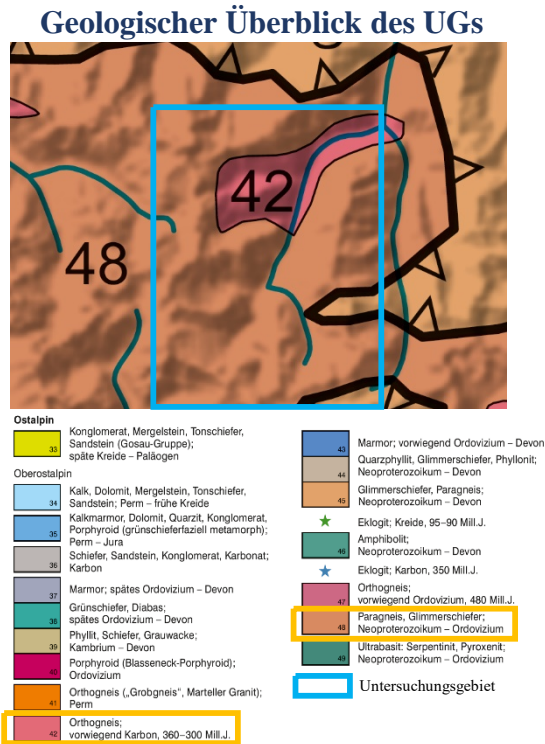 Geologischer Überblick des UGs
42
48
Ostalpin
33 Konglomerat, Mergelstein, Tonschiefer,
Sandstein (Gosau-Gruppe);
späte Kreide – Paläogen
Oberostalpin
34 Kalk, Dolomit, Mergelstein, Tonschiefer,
Sandstein; Perm – frühe Kreide
35 Kalkmarmor, Dolomit, Quarzit, Konglomerat,
Porphyroid (grünschieferfaziell metamorph);
Perm – Jura
36 Schiefer, Sandstein, Konglomerat, Karbonat;
Karbon
37 Marmor; spätes Ordovizium – Devon
38 Grünschiefer, Diabas;
spätes Ordovizium – Devon
39 Phyllit, Schiefer, Grauwacke;
Kambrium – Devon
40 Porphyroid (Blasseneck-Porphyroid);
Ordovizium
41 Orthogneis („Grobgneis", Marteller Granit);
Perm
42 Orthogneis;
vorwiegend Karbon, 360–300 Mill.J.
43 Marmor; vorwiegend Ordovizium – Devon
44 Quarzphyllit, Glimmerschiefer, Phyllonit;
Neoproterozoikum – Devon
45 Glimmerschiefer, Paragneis;
Neoproterozoikum – Devon
Eklogit; Kreide, 95–90 Mill.J.
46 Amphibolit;
Neoproterozoikum – Devon
Eklogit; Karbon, 350 Mill.J.
47 Orthogneis;
vorwiegend Ordovizium, 480 Mill.J.
48 Paragneis, Glimmerschiefer;
Neoproterozoikum – Ordovizium
49 Ultrabasit: Serpentinit, Pyroxenit;
Neoproterozoikum – Ordovizium
Untersuchungsgebiet